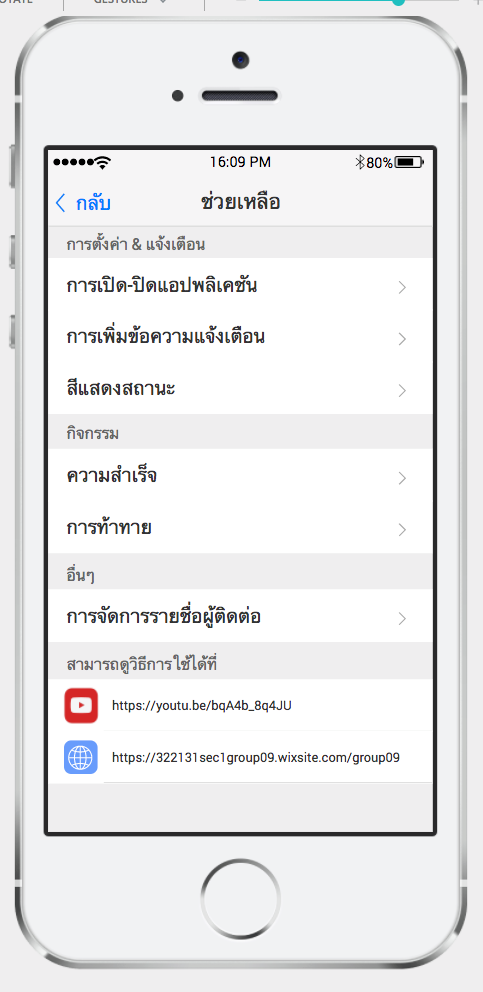 GESTURES
16:09 PM
80%
กลับ
ช่วยเหลือ
การตั้งค่า & แจ้งเตือน
การเปิด-ปิดแอปพลิเคชัน
การเพิ่มข้อความแจ้งเตือน
สีแสดงสถานะ
กิจกรรม
ความสำเร็จ
การท้าทาย
อื่นๆ
การจัดการรายชื่อผู้ติดต่อ
สามารถดูวิธีการใช้ได้ที่
https://youtu.be/bqA4b_8q4JU
https://322131sec1group09.wixsite.com/group09